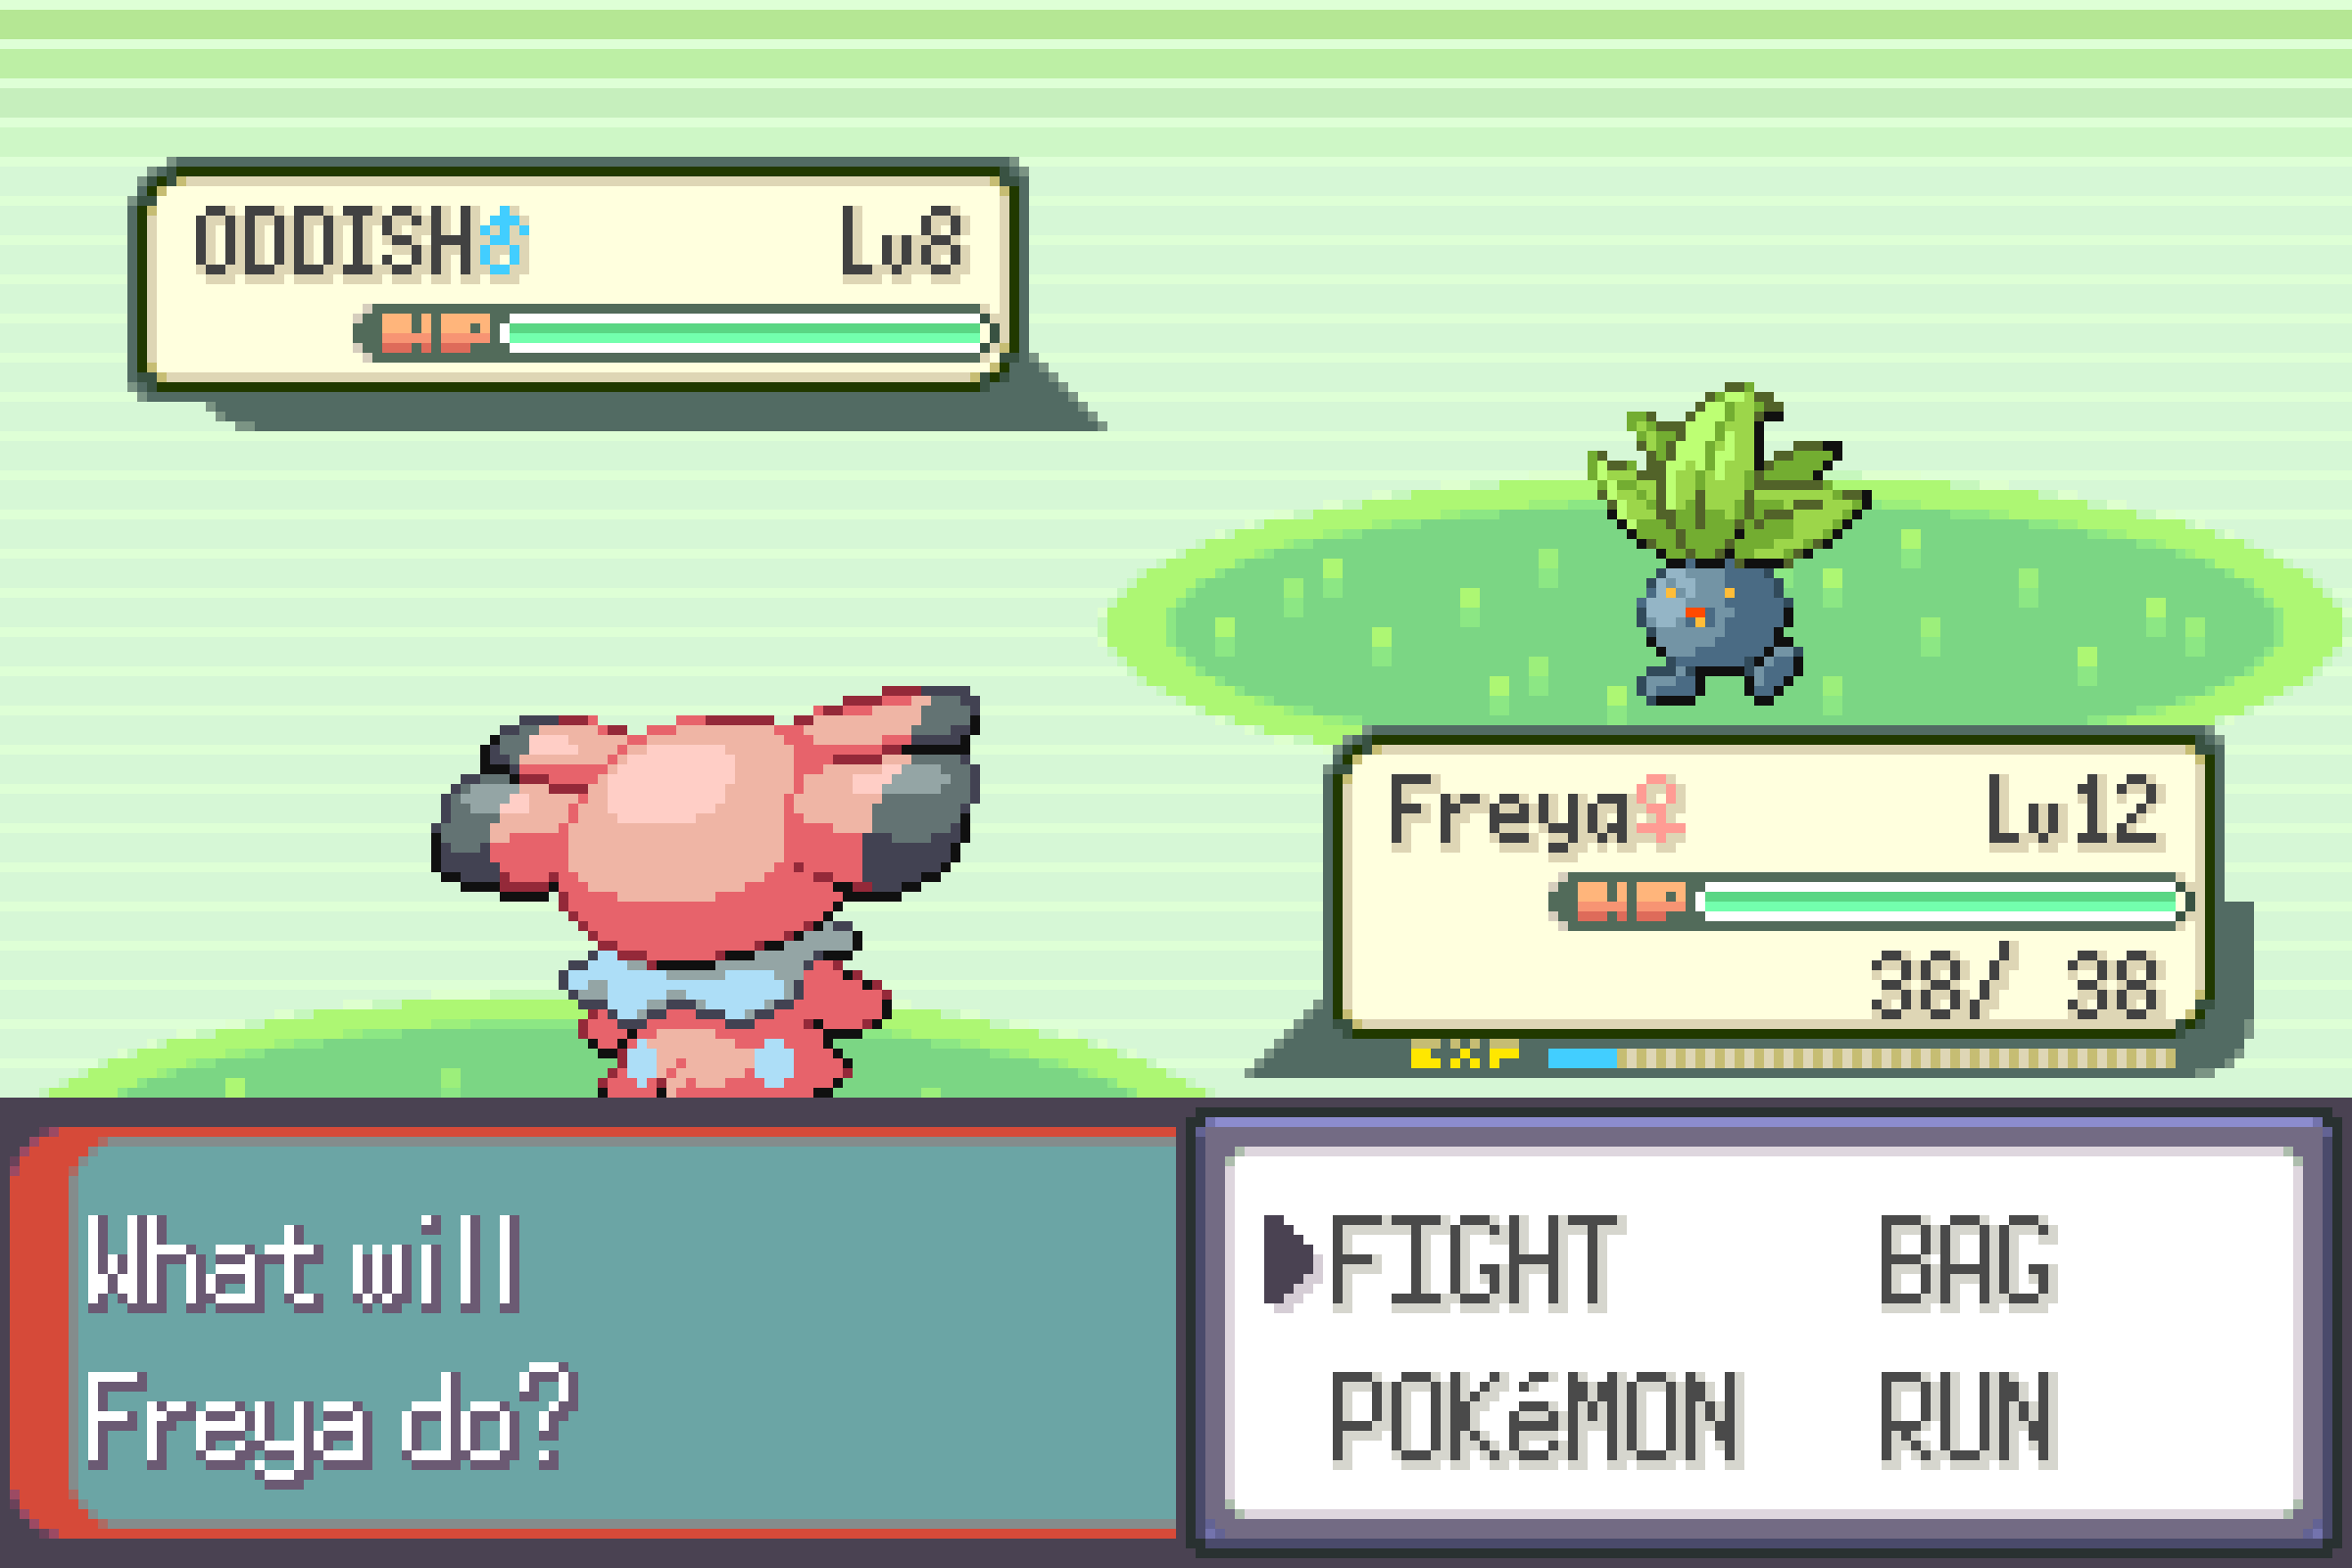 ODDISH♂ Lv8
HP
Freya♀ Lv12
HP
38/ 38
EXP
What will
Freya do?
▶FIGHT BAG
POKéMON RUN